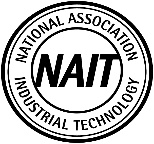 NATIONAL ASSOCIATION
NAIT
INDUSTRIAL TECHNOLOGY